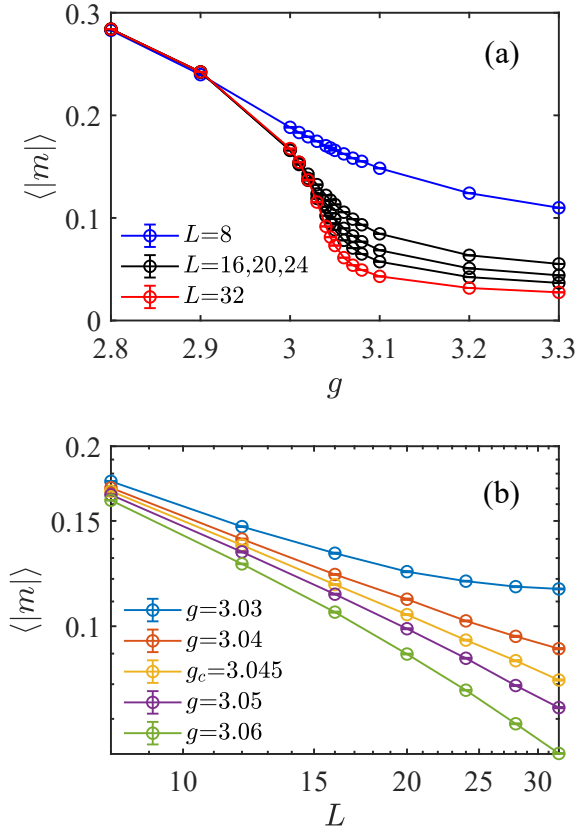 (a)
⟨|m|⟩
0.3
0.2
0.1
0
L=8
L=16,20,24
L=32
2.8 2.9 3 3.1 3.2 3.3
g
(b)
⟨|m|⟩
0.2
0.15
0.1
g=3.03
g=3.04
g_c=3.045
g=3.05
g=3.06
10 15 20 25 30
L